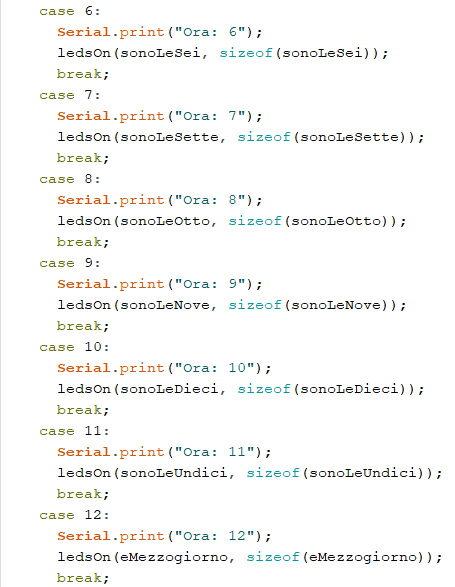 case 6:
Serial.print("Ora: 6");
ledsOn(sonoLeSei, sizeof(sonoLeSei));
break;
case 7:
Serial.print("Ora: 7");
ledsOn(sonoLeSette, sizeof(sonoLeSette));
break;
case 8:
Serial.print("Ora: 8");
ledsOn(sonoLeOtto, sizeof(sonoLeOtto));
break;
case 9:
Serial.print("Ora: 9");
ledsOn(sonoLeNove, sizeof(sonoLeNove));
break;
case 10:
Serial.print("Ora: 10");
ledsOn(sonoLeDieci, sizeof(sonoLeDieci));
break;
case 11:
Serial.print("Ora: 11");
ledsOn(sonoLeUndici, sizeof(sonoLeUndici));
break;
case 12:
Serial.print("Ora: 12");
ledsOn(eMezzogiorno, sizeof(eMezzogiorno));
break;